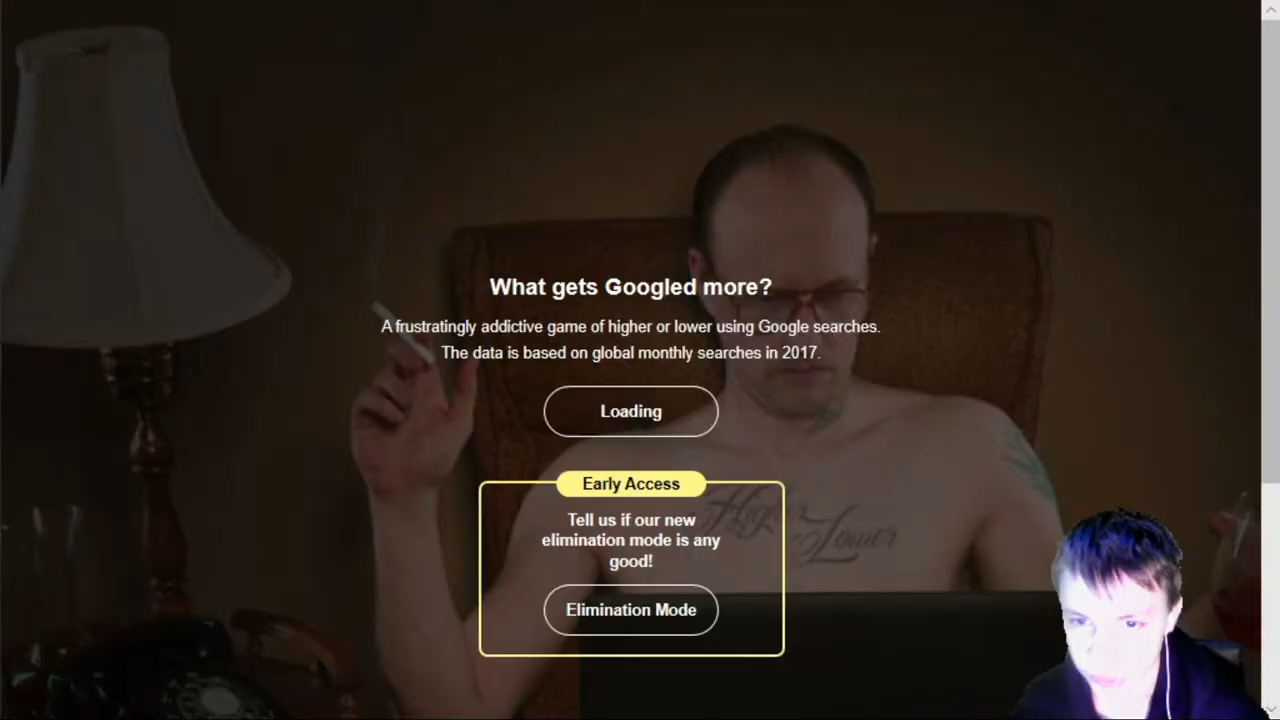 What gets Googled more?
A frustratingly addictive game of higher or lower using Google searches.
The data is based on global monthly searches in 2017.
Loading
Early Access
Tell us if our new
elimination mode is any
good!
Higher
Lower
Elimination Mode